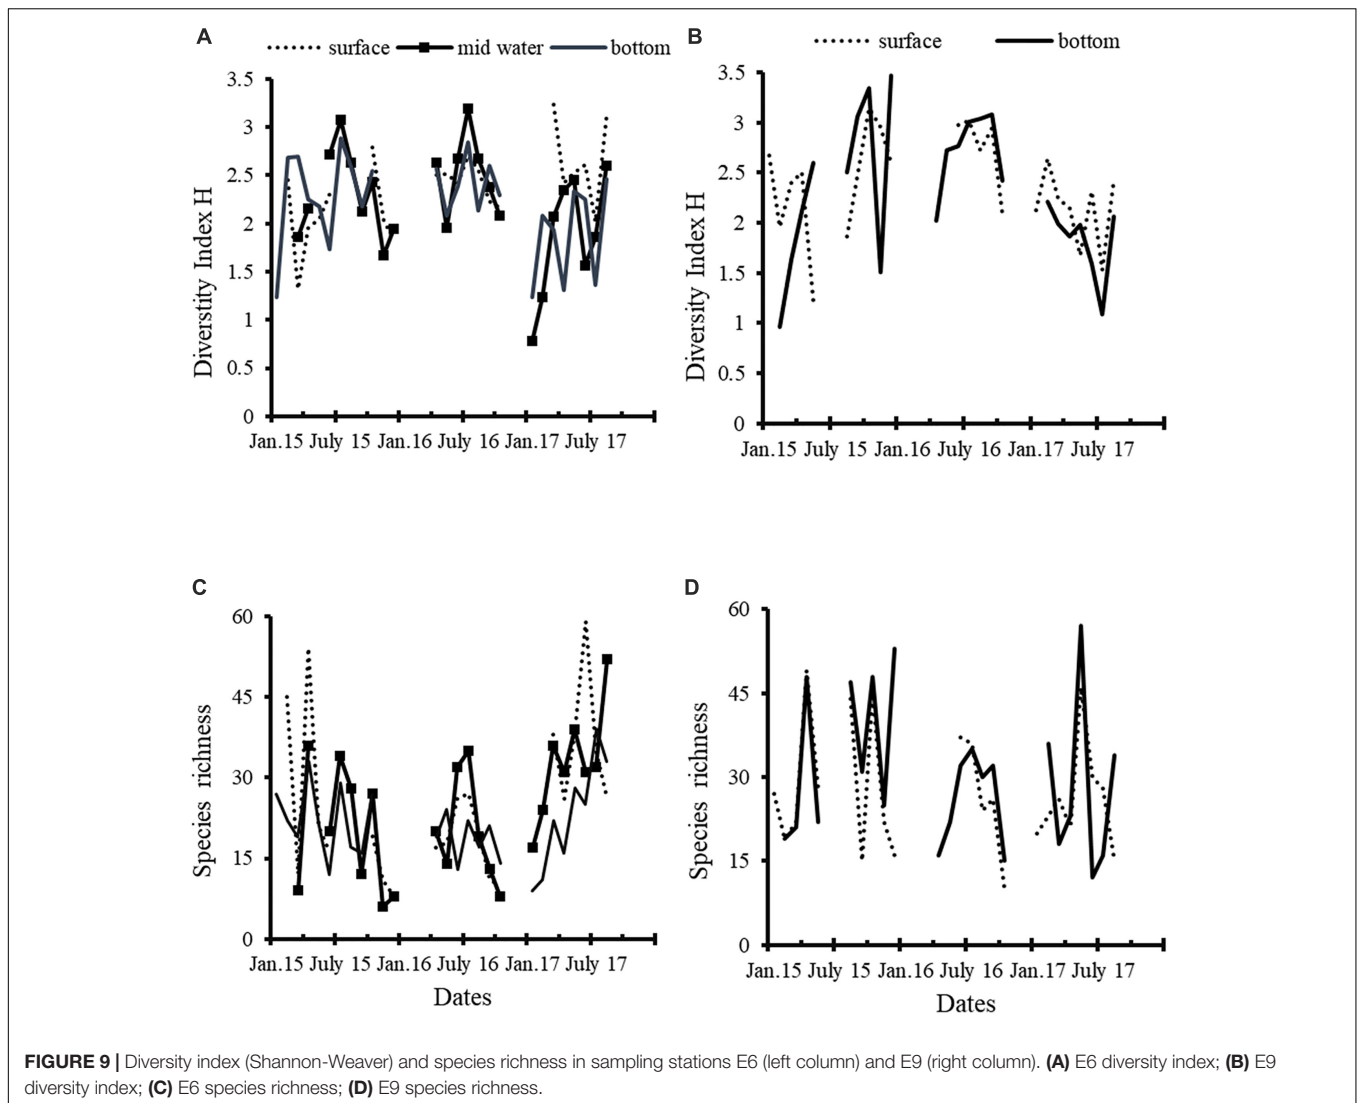 A surface mid water bottom B surface bottom
3.5
3
2.5
2
1.5
1
0.5
0
Diverstity Index H
Jan.15 July 15 Jan.16 July 16 Jan.17 July 17
3.5
3
2.5
2
1.5
1
0.5
0
Diversity Index H
Jan.15 July 15 Jan.16 July 16 Jan.17 July 17
C
60
45
30
15
0
Species richness
Jan.15 July 15 Jan.16 July 16 Jan.17 July 17
Dates
D
60
45
30
15
0
Species richness
Jan.15 July 15 Jan.16 July 16 Jan.17 July 17
Dates
FIGURE 9 | Diversity index (Shannon-Weaver) and species richness in sampling stations E6 (left column) and E9 (right column). (A) E6 diversity index; (B) E9
diversity index; (C) E6 species richness; (D) E9 species richness.